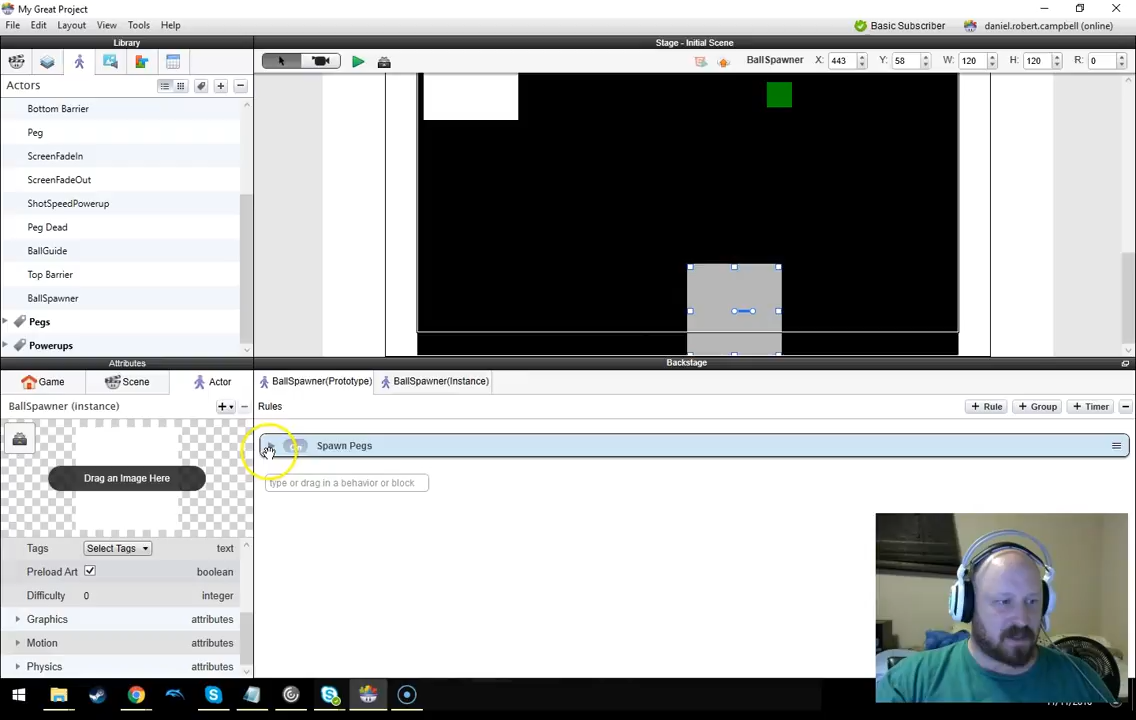 My Great Project
File Edit Layout View Tools Help
Basic Subscriber daniel.robert.campbell (online)
Library
Stage - Initial Scene
BallSpawner X: 443 Y: 58 W: 120 H: 120 R: 0
Actors
Bottom Barrier
Peg
ScreenFadeIn
ScreenFadeOut
ShotSpeedPowerup
Peg Dead
BallGuide
Top Barrier
BallSpawner
Pegs
Powerups
Attributes
Backstage
Game Scene Actor
BallSpawner(Prototype) BallSpawner(Instance)
BallSpawner (instance)
Rules
+ Rule + Group + Timer
Spawn Pegs
Drag an Image Here
type or drag in a behavior or block
Tags Select Tags text
Preload Art boolean
Difficulty 0 integer
Graphics attributes
Motion attributes
Physics attributes